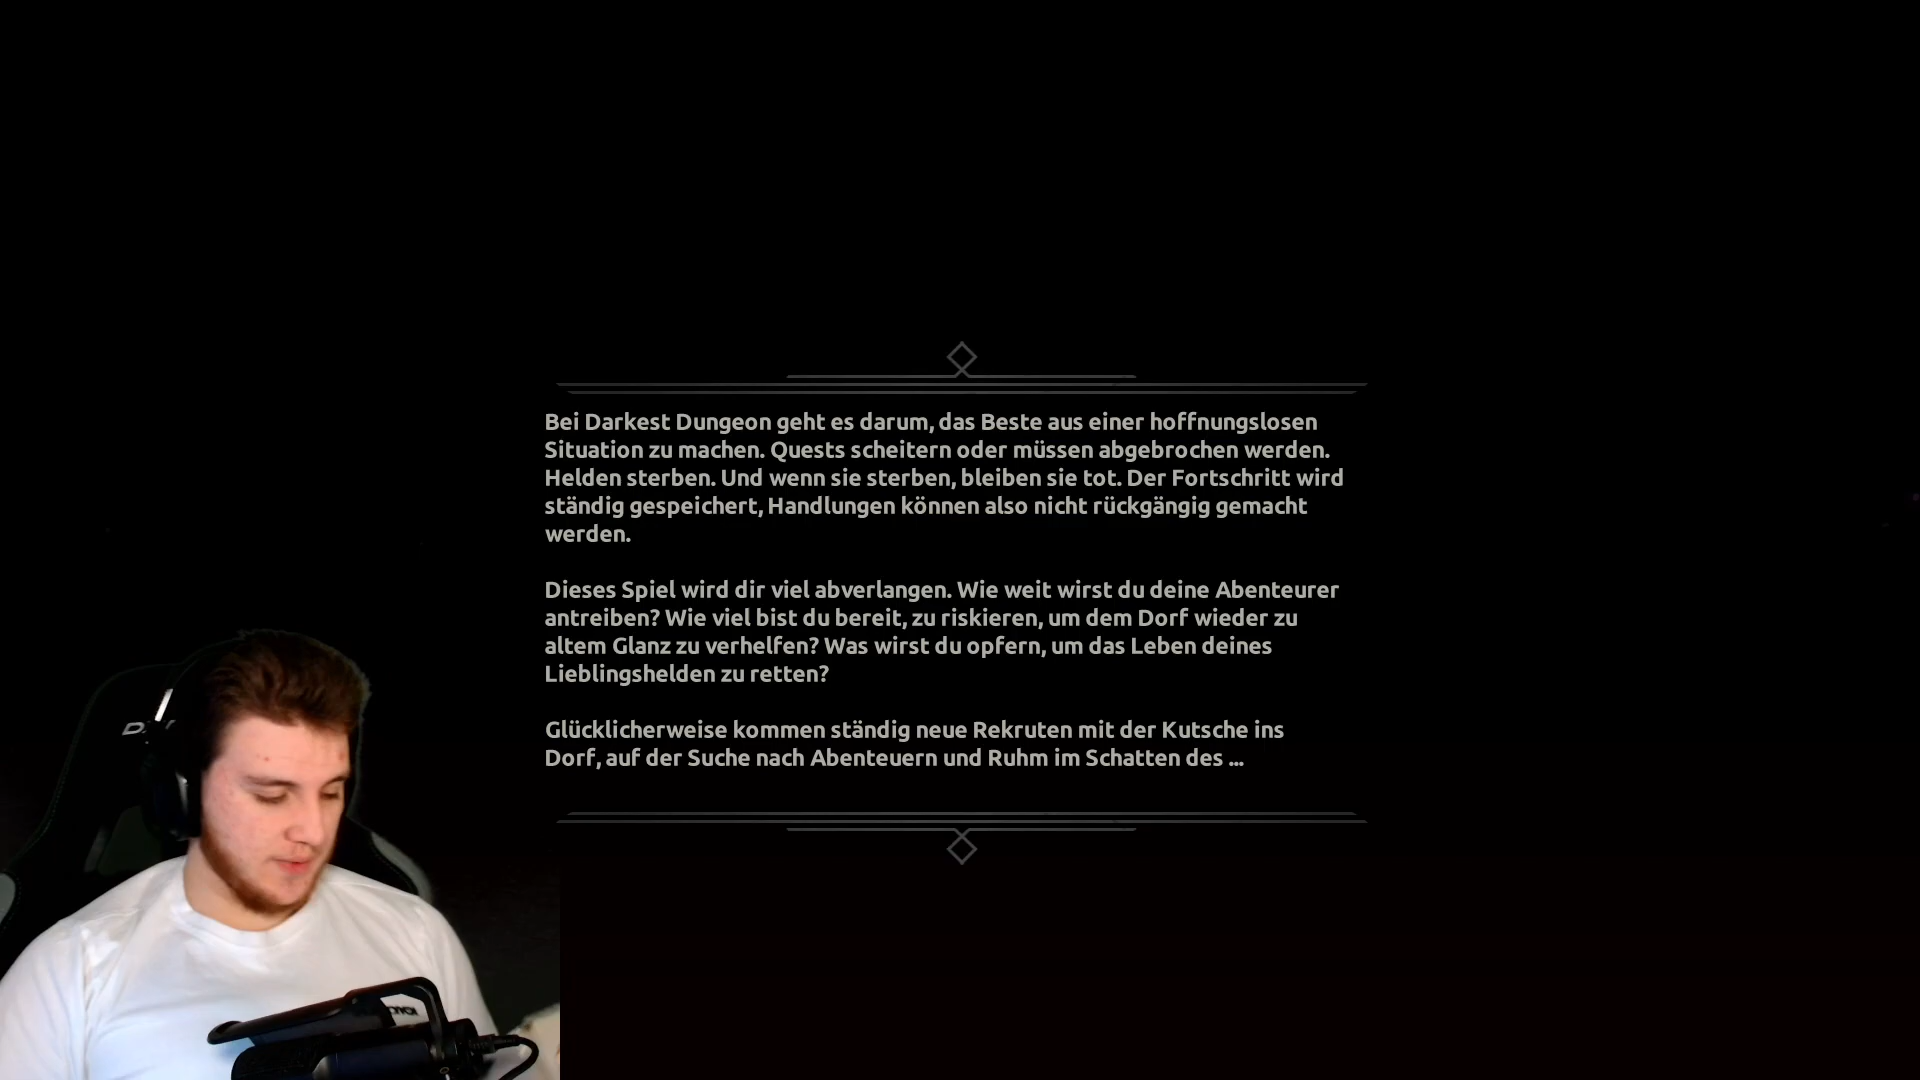 Bei Darkest Dungeon geht es darum, das Beste aus einer hoffnungslosen
Situation zu machen. Quests scheitern oder müssen abgebrochen werden.
Helden sterben. Und wenn sie sterben, bleiben sie tot. Der Fortschritt wird
ständig gespeichert, Handlungen können also nicht rückgängig gemacht
werden.
Dieses Spiel wird dir viel abverlangen. Wie weit wirst du deine Abenteurer
antreiben? Wie viel bist du bereit, zu riskieren, um dem Dorf wieder zu
altem Glanz zu verhelfen? Was wirst du opfern, um das Leben deines
Lieblingshelden zu retten?
Glücklicherweise kommen ständig neue Rekruten mit der Kutsche ins
Dorf, auf der Suche nach Abenteuern und Ruhm im Schatten des ...